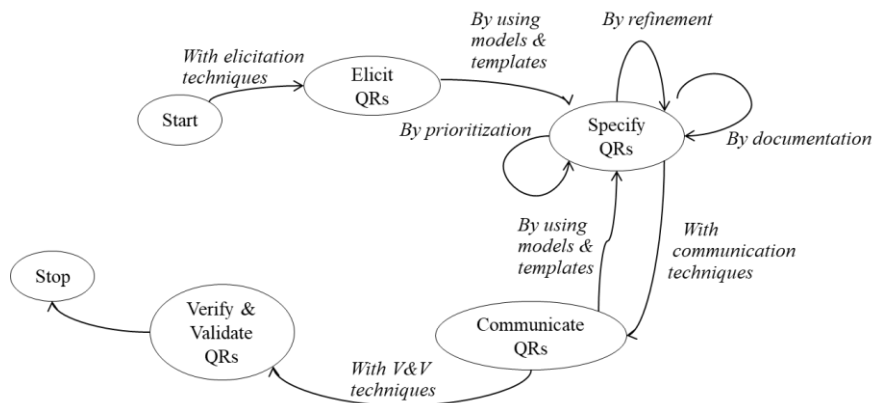 By using
models &
templates
By refinement
With elicitation
techniques
Elicit
QRs
Start
By prioritization
Specify
QRs
By documentation
By using
models &
templates
With
communication
techniques
Stop
Verify &
Validate
QRs
Communicate
QRs
With V&V
techniques